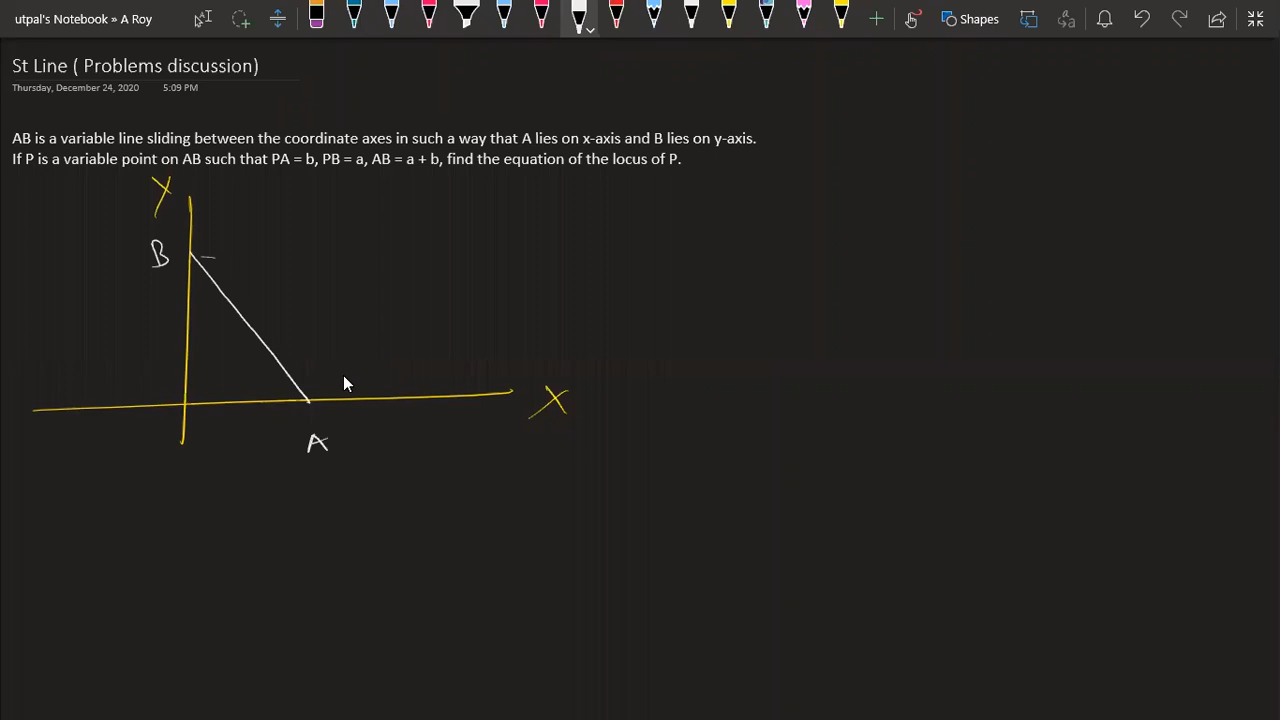 utpal's Notebook » A Roy
Shapes
St Line ( Problems discussion)
Thursday, December 24, 2020 5:09 PM
AB is a variable line sliding between the coordinate axes in such a way that A lies on x-axis and B lies on y-axis.
If P is a variable point on AB such that PA = b, PB = a, AB = a + b, find the equation of the locus of P.
Y
B
X
A